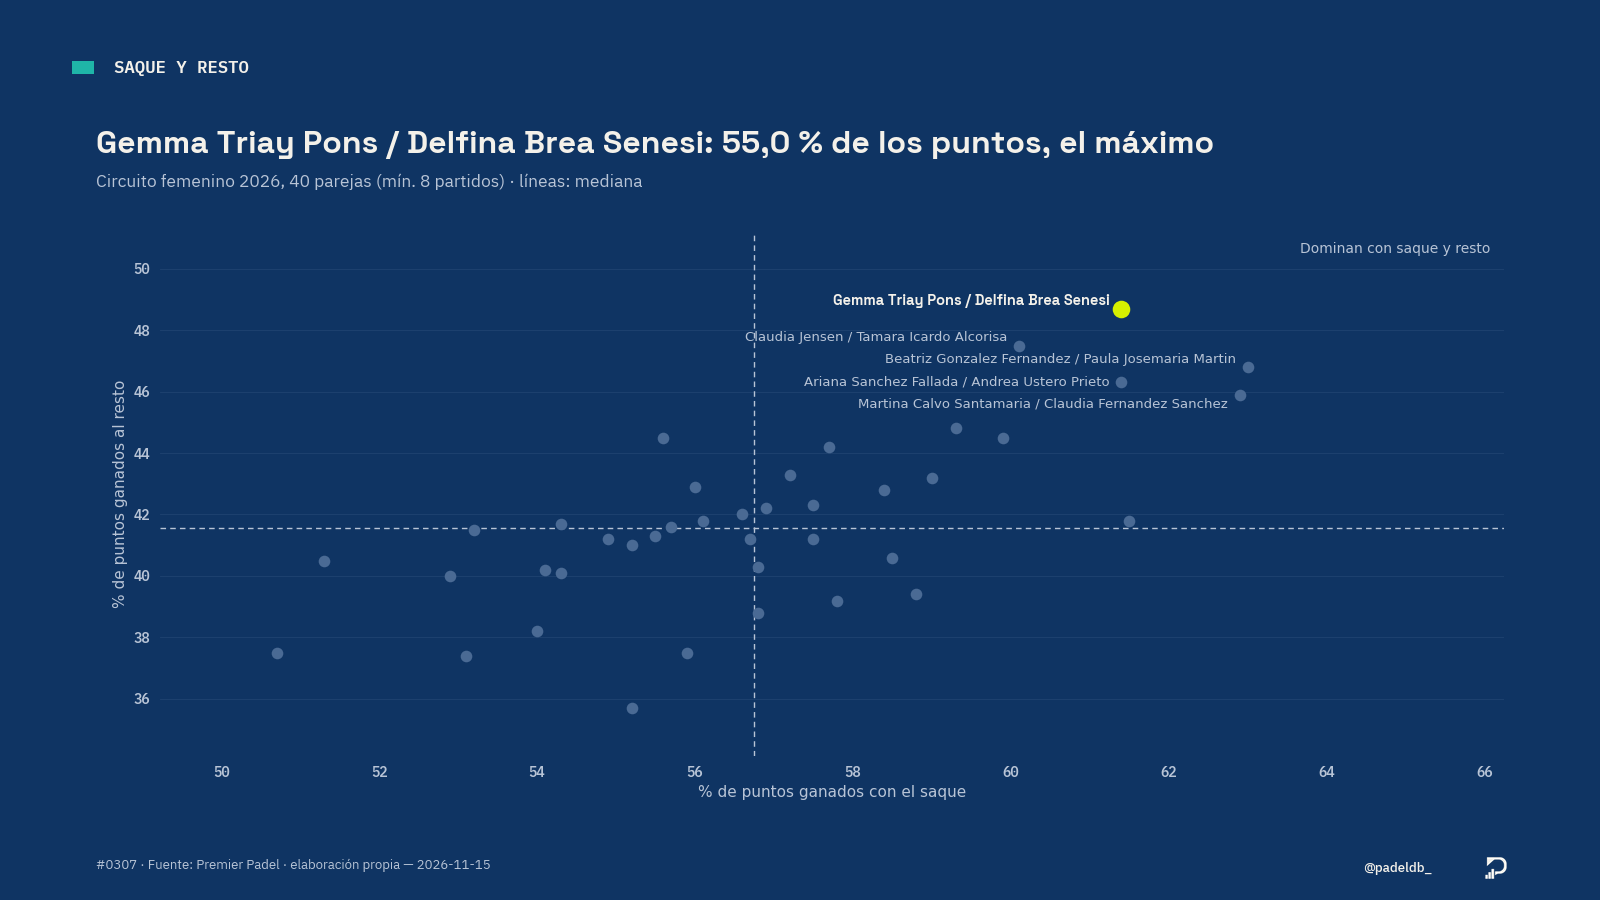 SAQUE Y RESTO
Gemma Triay Pons / Delfina Brea Senesi: 55,0 % de los puntos, el máximo
Circuito femenino 2026, 40 parejas (mín. 8 partidos) · líneas: mediana
Dominan con saque y resto
Gemma Triay Pons / Delfina Brea Senesi
Claudia Jensen / Tamara Icardo Alcorisa
Beatriz Gonzalez Fernandez / Paula Josemaria Martin
Ariana Sanchez Fallada / Andrea Ustero Prieto
Martina Calvo Santamaria / Claudia Fernandez Sanchez
% de puntos ganados al resto
50
48
46
44
42
40
38
36
50 52 54 56 58 60 62 64 66
% de puntos ganados con el saque
#0307 · Fuente: Premier Padel · elaboración propia — 2026-11-15
@padeldb_